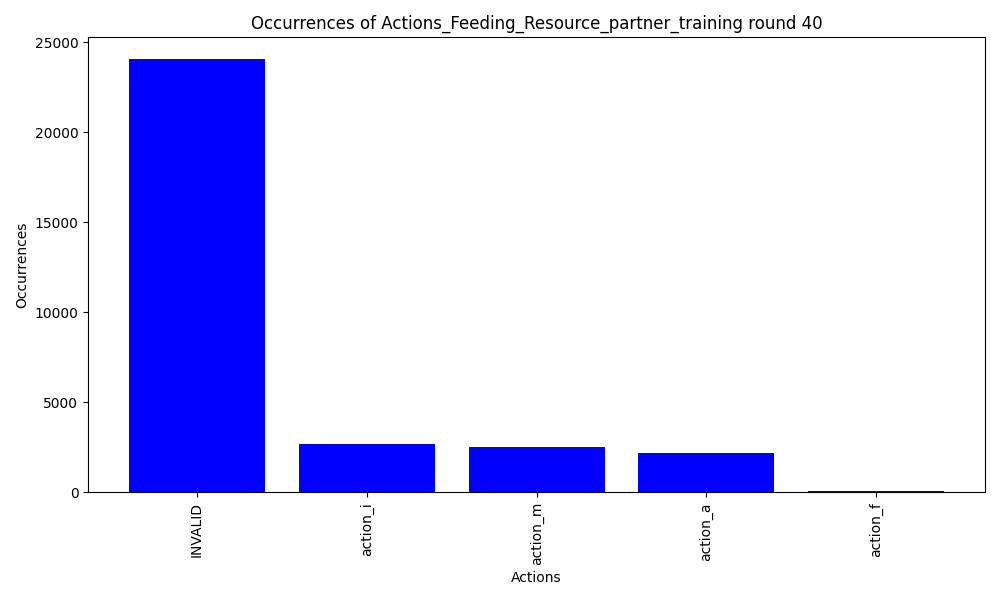 Occurrences of Actions_Feeding_Resource_partner_training round 40
Occurrences
25000
20000
15000
10000
5000
0
INVALID
action_i
action_m
action_a
action_f
Actions